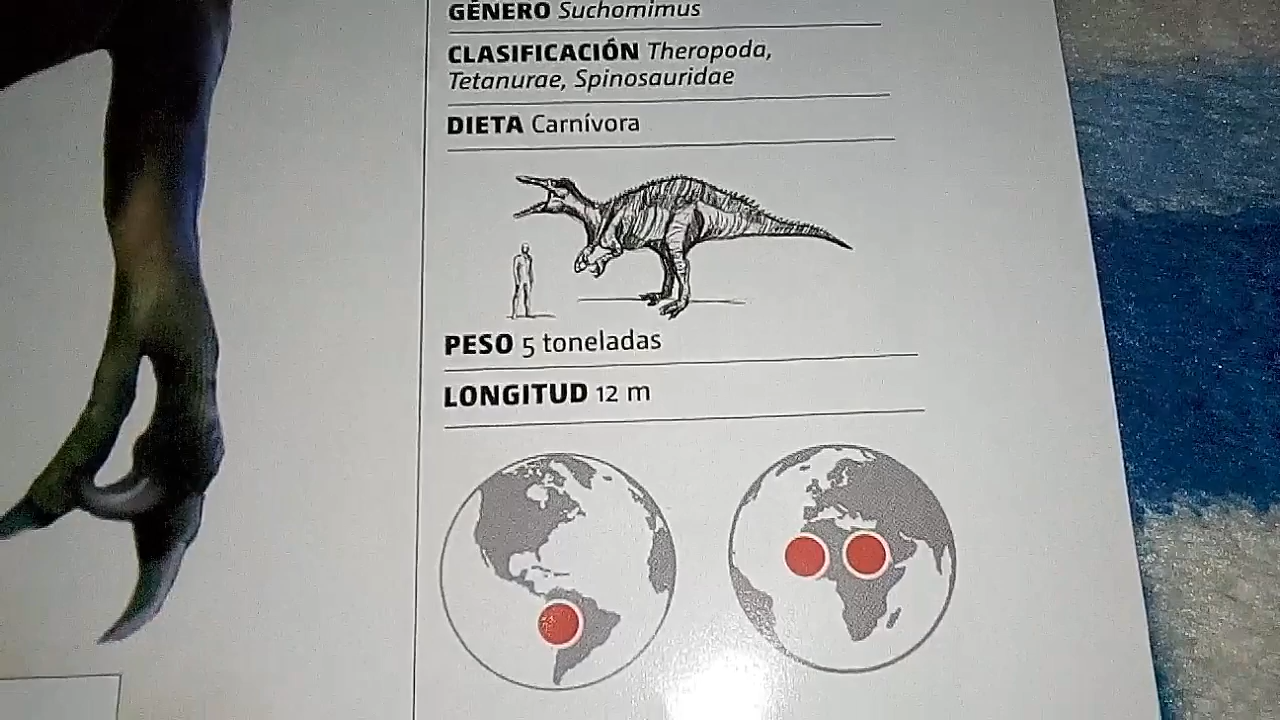 GÉNERO Suchomimus
CLASIFICACIÓN Theropoda,
Tetanurae, Spinosauridae
DIETA Carnívora
PESO 5 toneladas
LONGITUD 12 m